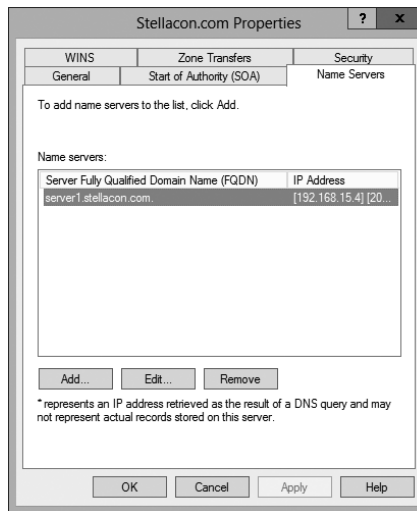 Stellacon.com Properties
? x
WINS Zone Transfers Security
General Start of Authority (SOA) Name Servers
To add name servers to the list, click Add.
Name servers:
Server Fully Qualified Domain Name (FQDN) IP Address
server1.stellacon.com. [192.168.15.4] [20...
Add... Edit... Remove
* represents an IP address retrieved as the result of a DNS query and may
not represent actual records stored on this server.
OK Cancel Apply Help